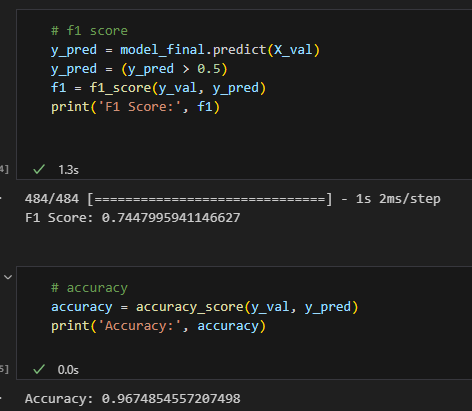 # f1 score
y_pred = model_final.predict(X_val)
y_pred = (y_pred > 0.5)
f1 = f1_score(y_val, y_pred)
print('F1 Score:', f1)
4]
1.3s
484/484 [==============================] - 1s 2ms/step
F1 Score: 0.7447995941146627
# accuracy
accuracy = accuracy_score(y_val, y_pred)
print('Accuracy:', accuracy)
5]
0.0s
Accuracy: 0.9674854557207498